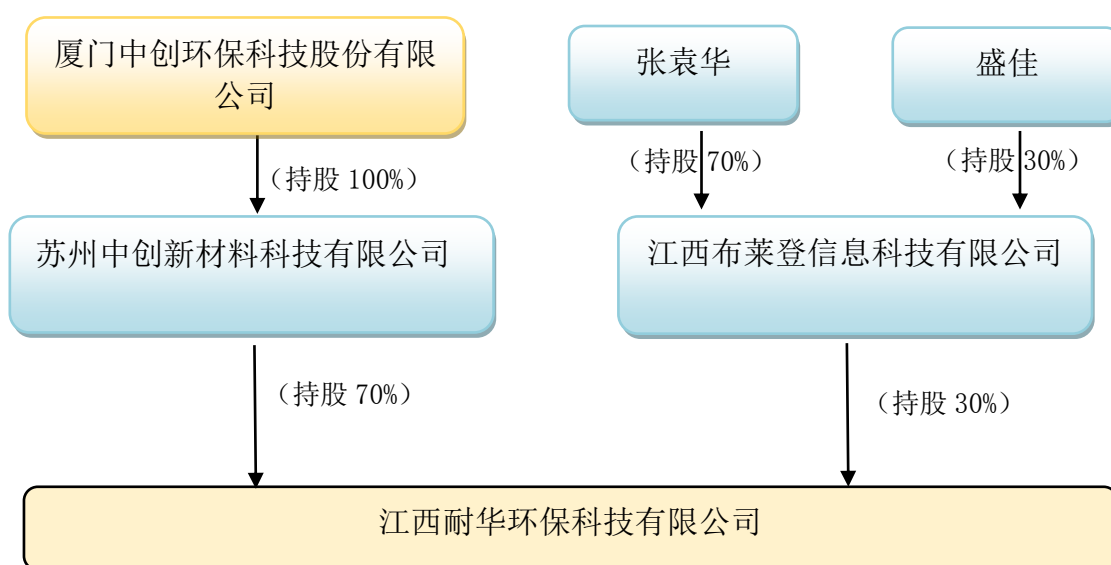 厦门中创环保科技股份有限
公司
张袁华
盛佳
（持股 100%）
（持股 70%）
（持股 30%）
苏州中创新材料科技有限公司
江西布莱登信息科技有限公司
（持股 70%）
（持股 30%）
江西耐华环保科技有限公司